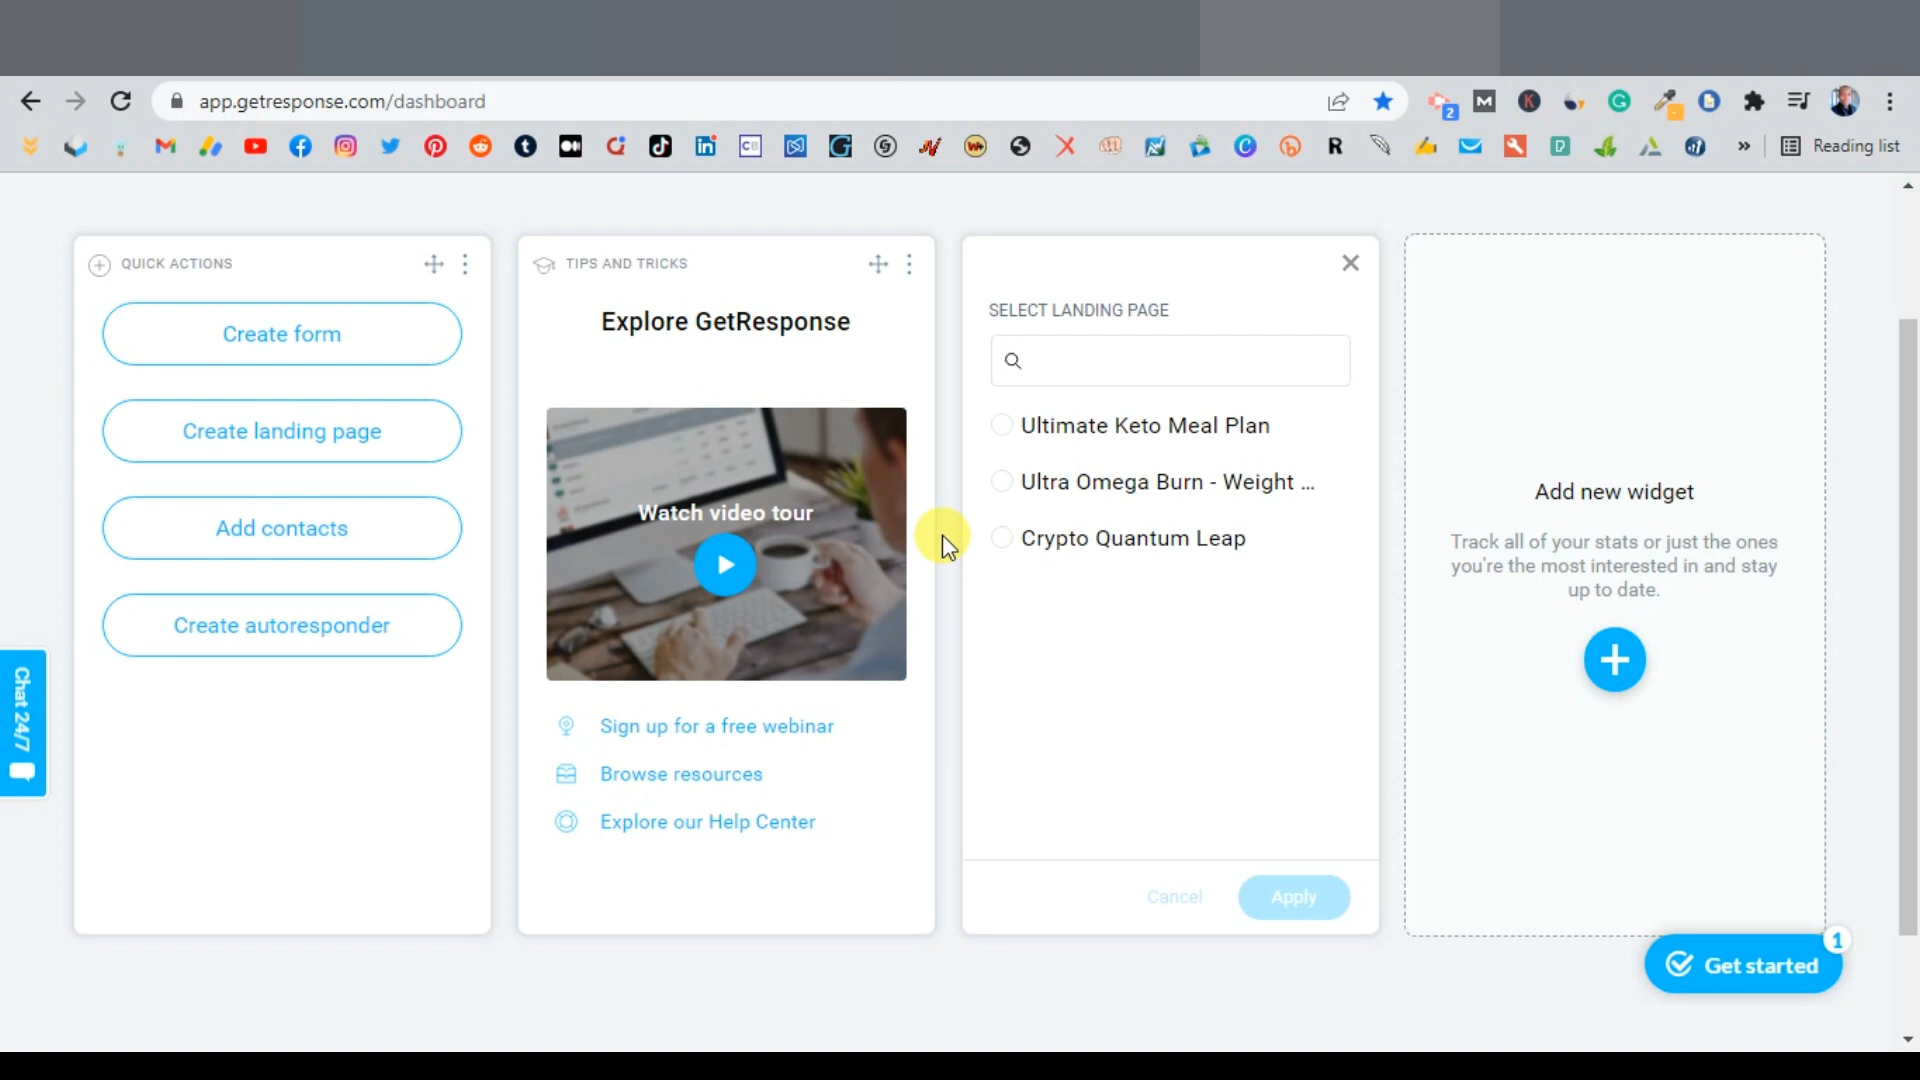 app.getresponse.com/dashboard
2
M
K
CB
R
P
»
Reading list
QUICK ACTIONS
Create form
Create landing page
Add contacts
Create autoresponder
TIPS AND TRICKS
Explore GetResponse
Watch video tour
Sign up for a free webinar
Browse resources
Explore our Help Center
SELECT LANDING PAGE
Ultimate Keto Meal Plan
Ultra Omega Burn - Weight ...
Crypto Quantum Leap
Cancel
Apply
Add new widget
Track all of your stats or just the ones
you're the most interested in and stay
up to date.
Chat 24/7
Get started
1